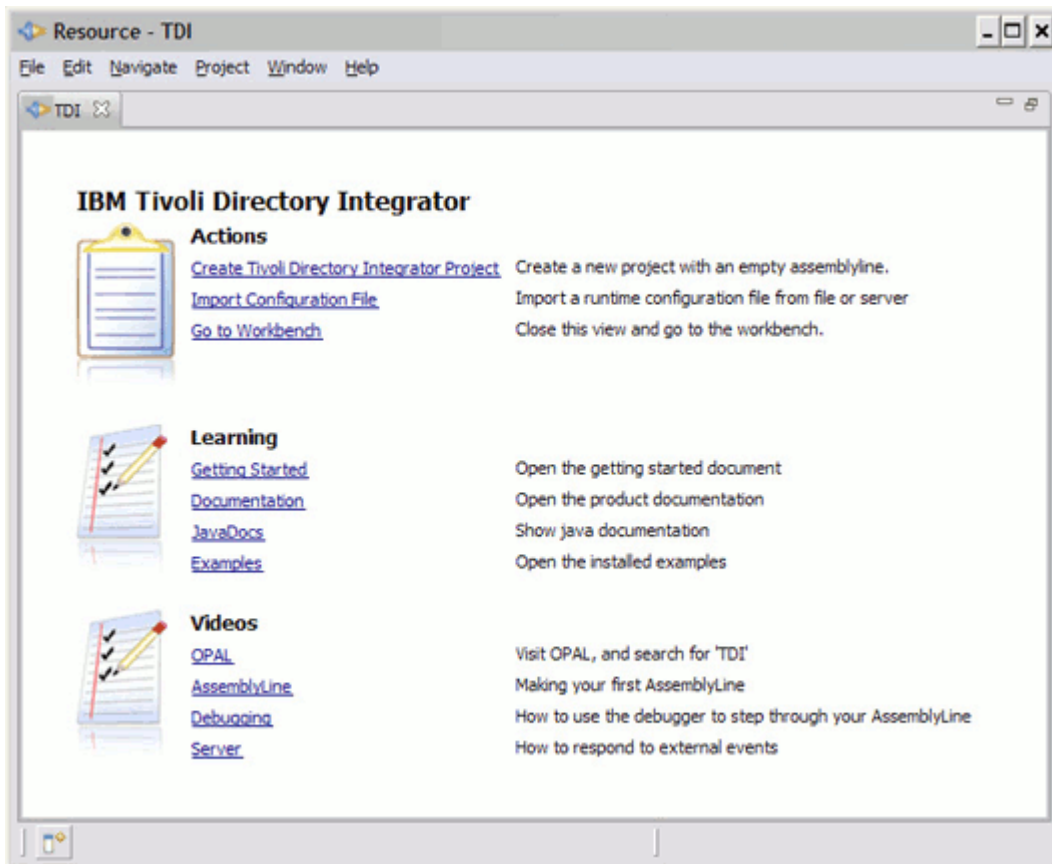 Resource - TDI
File Edit Navigate Project Window Help
TDI
IBM Tivoli Directory Integrator
Actions
Create Tivoli Directory Integrator Project Create a new project with an empty assemblyline.
Import Configuration File Import a runtime configuration file from file or server
Go to Workbench Close this view and go to the workbench.
Learning
Getting Started Open the getting started document
Documentation Open the product documentation
JavaDocs Show java documentation
Examples Open the installed examples
Videos
OPAL Visit OPAL, and search for 'TDI'
AssemblyLine Making your first AssemblyLine
Debugging How to use the debugger to step through your AssemblyLine
Server How to respond to external events